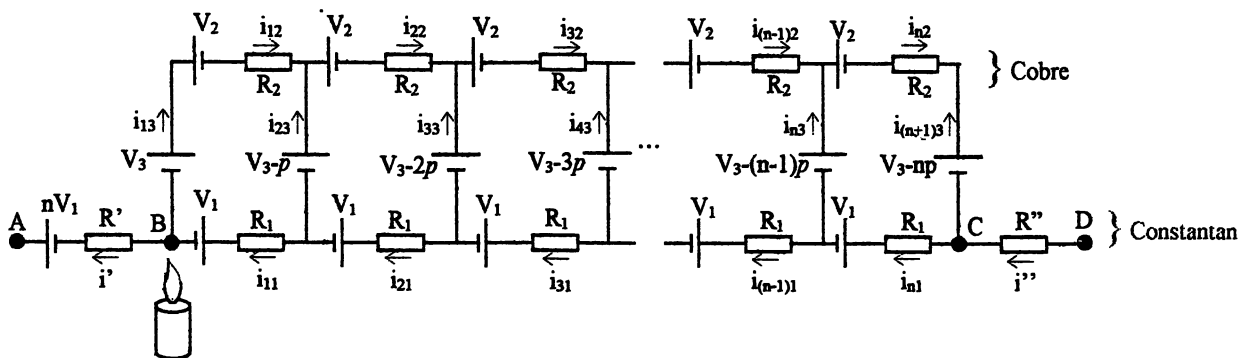 V₂ i₁₂ V₂ i₂₂ V₂ i₃₂ V₂ i₍ₙ₋₁₎₂ V₂ iₙ₂
R₂ R₂ R₂ R₂ R₂ } Cobre
i₁₃ i₂₃ i₃₃ i₄₃ iₙ₃ i₍ₙ₊₁₎₃
V₃ V₃-p V₃-2p V₃-3p ... V₃-(n-1)p V₃-np
A nV₁ R' B V₁ R₁ V₁ R₁ V₁ R₁ V₁ R₁ V₁ R₁ C R'' D } Constantan
i' i₁₁ i₂₁ i₃₁ i₍ₙ₋₁₎₁ iₙ₁ i''